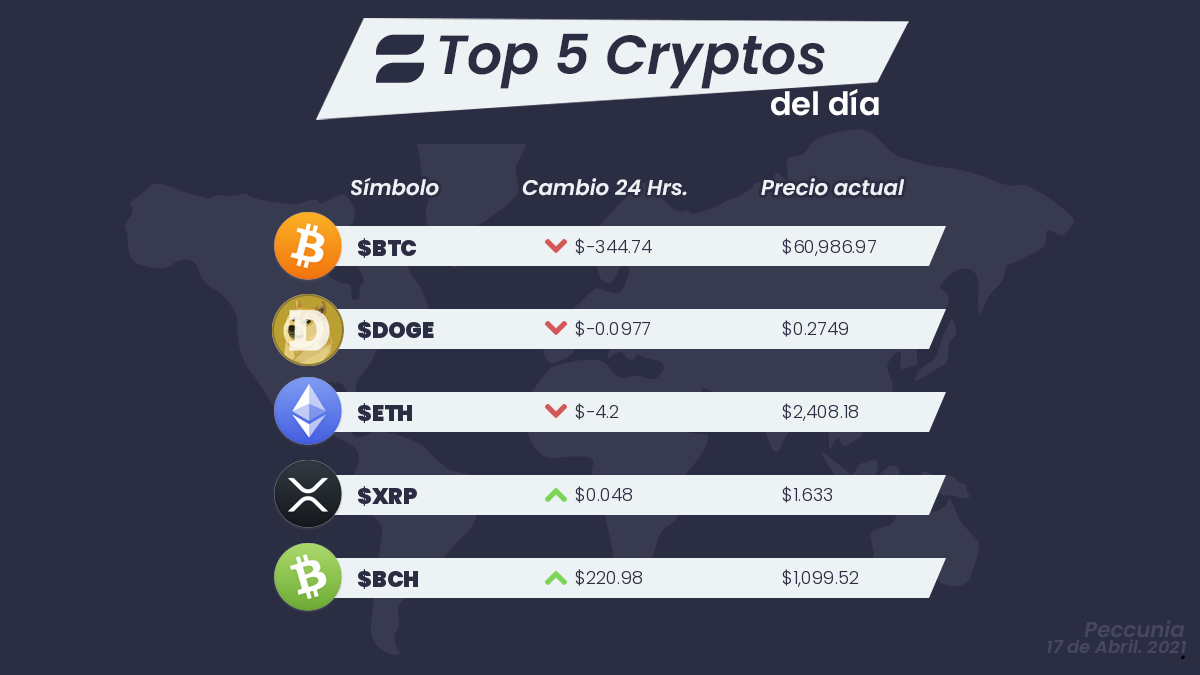 Top 5 Cryptos
del día
Símbolo Cambio 24 Hrs. Precio actual
$BTC $-344.74 $60,986.97
$DOGE $-0.0977 $0.2749
$ETH $-4.2 $2,408.18
$XRP $0.048 $1.633
$BCH $220.98 $1,099.52
Peccunia
17 de Abril. 2021